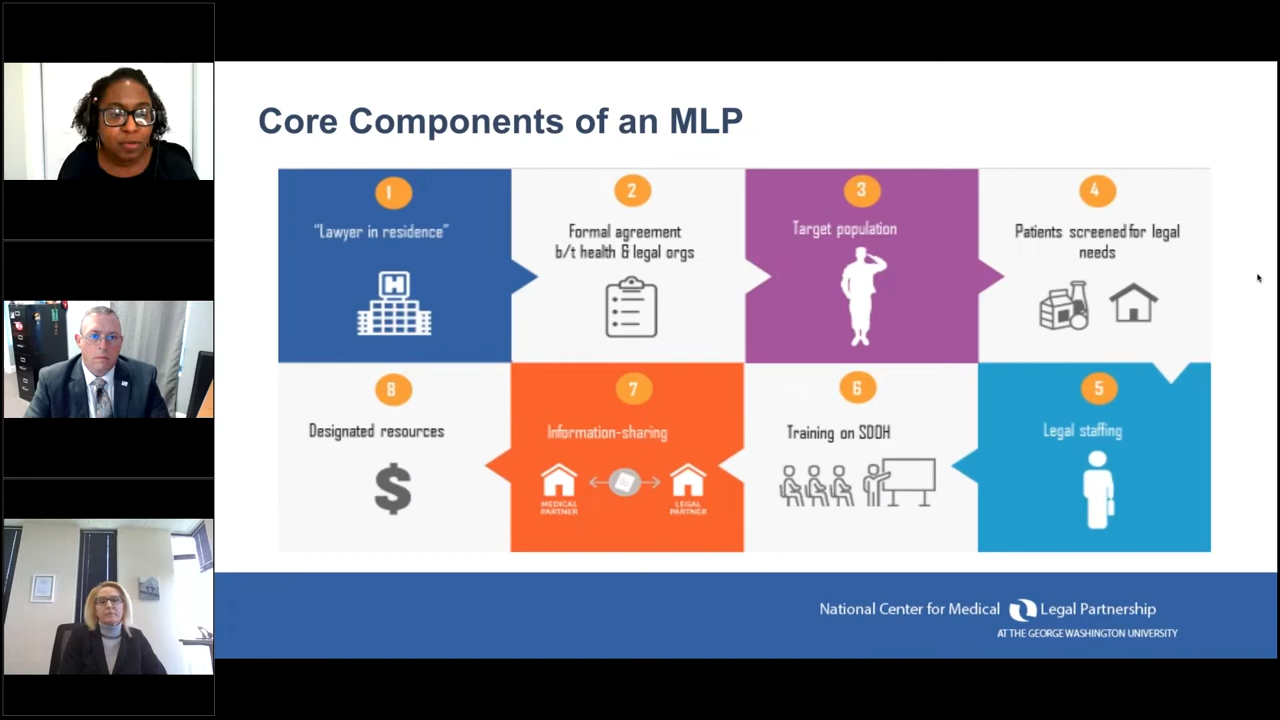 Core Components of an MLP
1
"Lawyer in residence"
H
2
Formal agreement
b/t health & legal orgs
3
Target population
4
Patients screened for legal
needs
5
Legal staffing
6
Training on SDOH
7
Information-sharing
MEDICAL
PARTNER
LEGAL
PARTNER
8
Designated resources
$
National Center for Medical Legal Partnership
AT THE GEORGE WASHINGTON UNIVERSITY